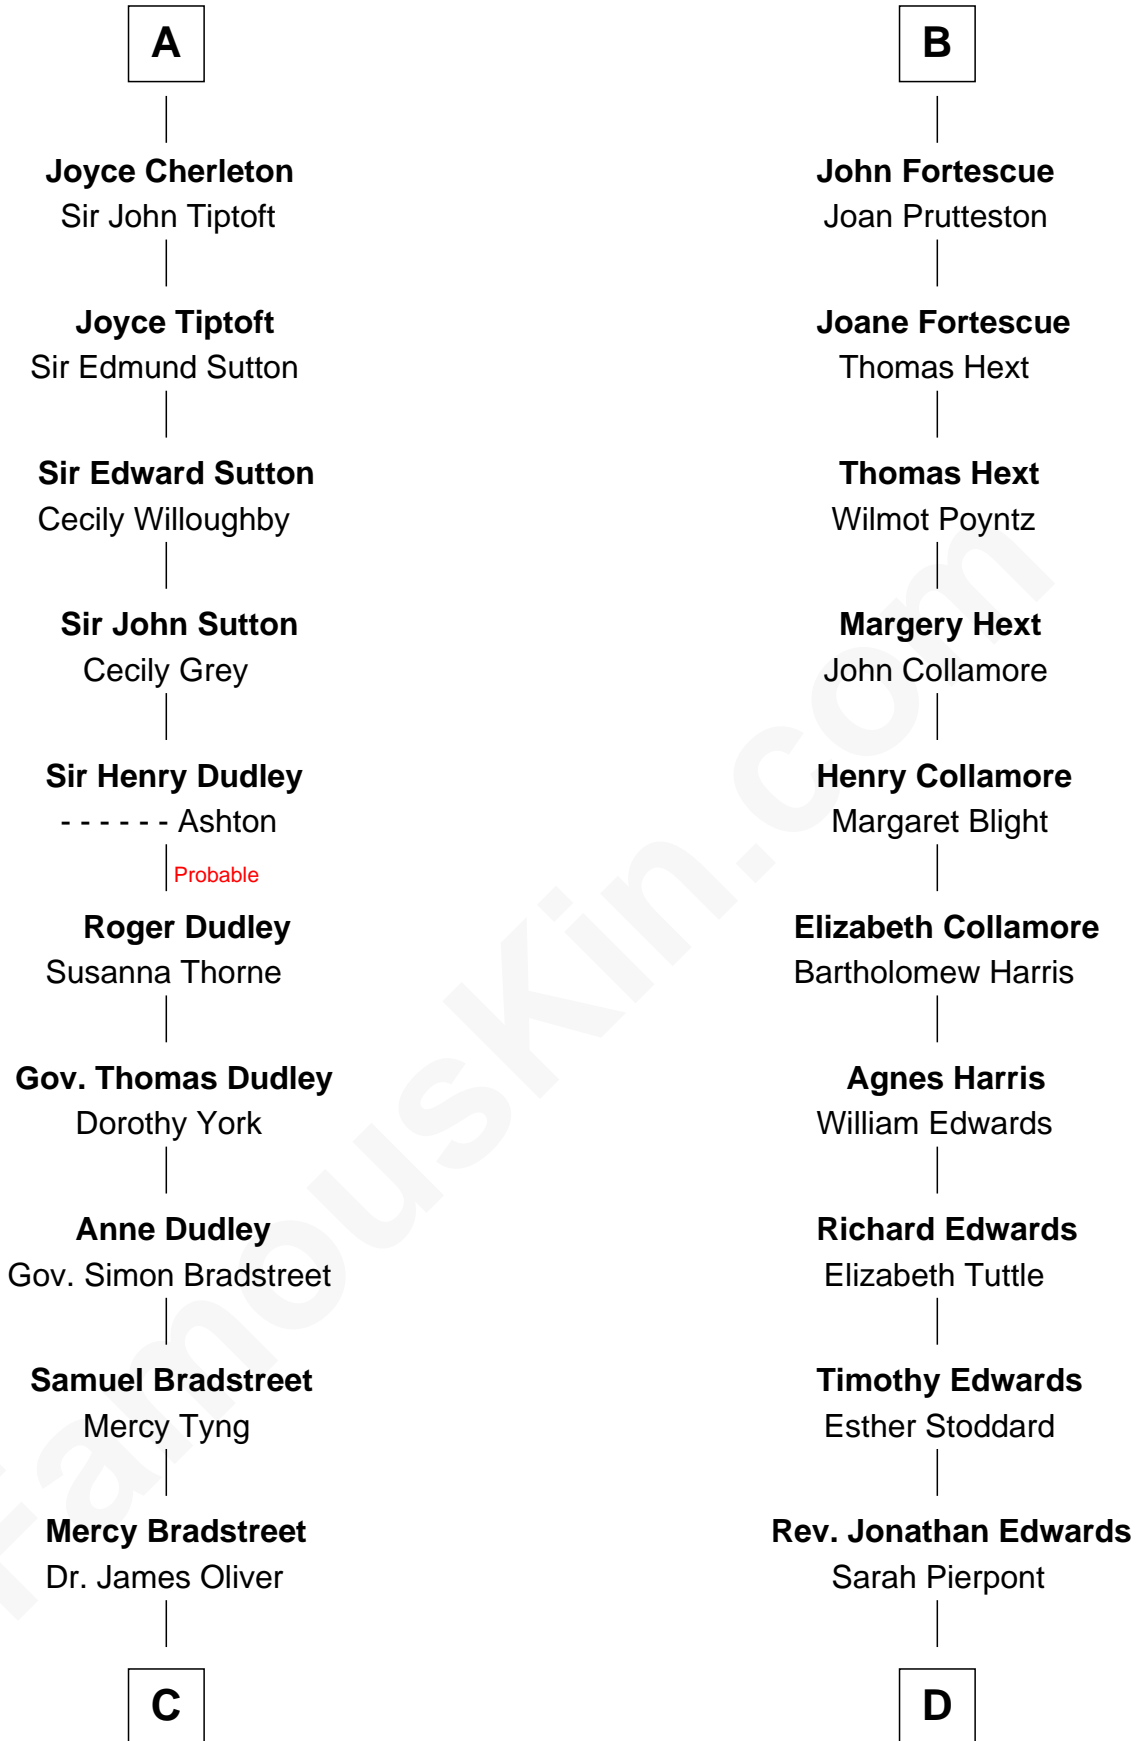 A
Joyce Cherleton
Sir John Tiptoft
Joyce Tiptoft
Sir Edmund Sutton
Sir Edward Sutton
Cecily Willoughby
Sir John Sutton
Cecily Grey
Sir Henry Dudley
- - - - - - Ashton
Probable
Roger Dudley
Susanna Thorne
Gov. Thomas Dudley
Dorothy York
Anne Dudley
Gov. Simon Bradstreet
Samuel Bradstreet
Mercy Tyng
Mercy Bradstreet
Dr. James Oliver
C
B
John Fortescue
Joan Prutteston
Joane Fortescue
Thomas Hext
Thomas Hext
Wilmot Poyntz
Margery Hext
John Collamore
Henry Collamore
Margaret Blight
Elizabeth Collamore
Bartholomew Harris
Agnes Harris
William Edwards
Richard Edwards
Elizabeth Tuttle
Timothy Edwards
Esther Stoddard
Rev. Jonathan Edwards
Sarah Pierpont
D
FamousKin.com